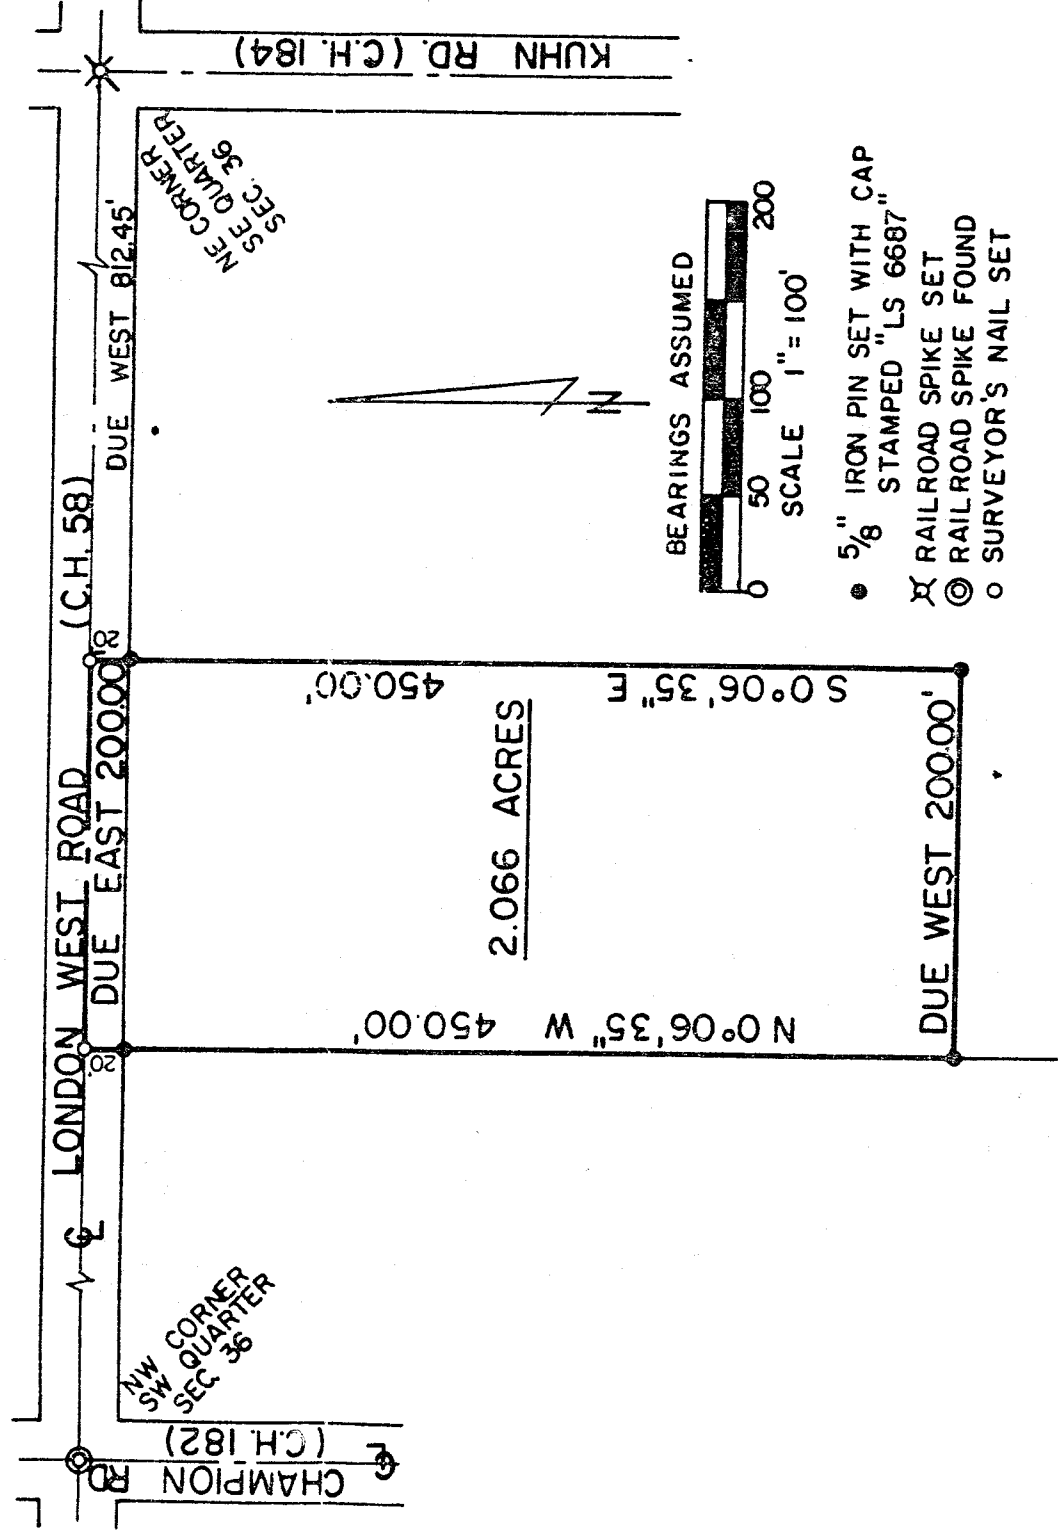 KUHN RD. (C.H. 184)
NE CORNER
SE QUARTER
SEC. 36
DUE WEST 812.45'
LONDON WEST ROAD (C.H. 58)
DUE EAST 200.00'
20'
20'
S 0°06'35" E 450.00'
2.066 ACRES
N 0°06'35" W 450.00'
DUE WEST 200.00'
NW CORNER
SW QUARTER
SEC. 36
CHAMPION RD
(C.H. 182)
CL
CL
N
BEARINGS ASSUMED
0 50 100 200
SCALE 1" = 100'
5/8" IRON PIN SET WITH CAP
STAMPED "LS 6687"
RAILROAD SPIKE SET
RAILROAD SPIKE FOUND
SURVEYOR'S NAIL SET